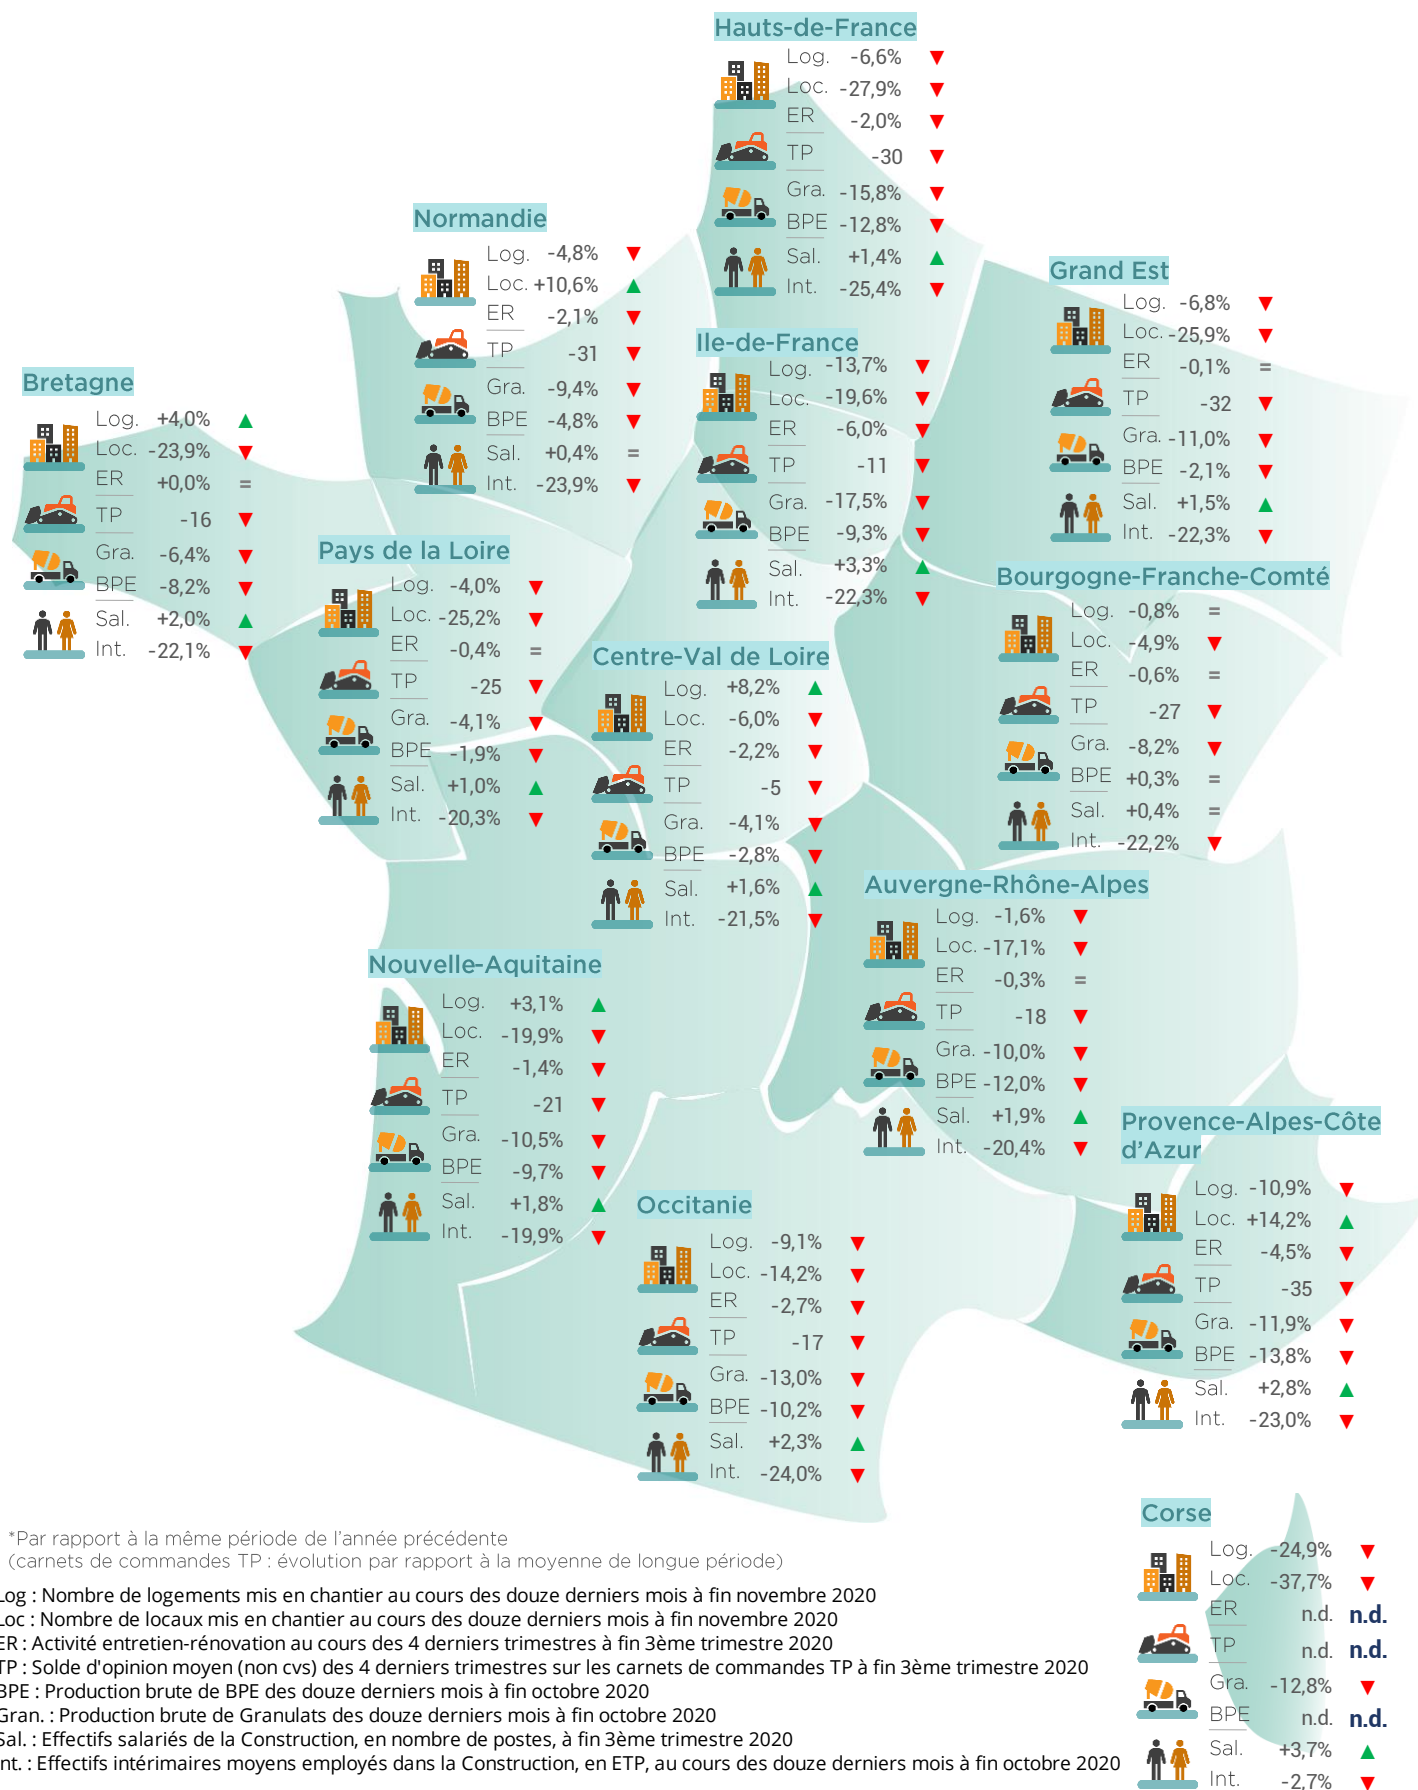 Hauts-de-France
Log. -6,6% ▼
Loc. -27,9% ▼
ER -2,0% ▼
TP -30 ▼
Gra. -15,8% ▼
BPE -12,8% ▼
Sal. +1,4% ▲
Int. -25,4% ▼
Normandie
Log. -4,8% ▼
Loc. +10,6% ▲
ER -2,1% ▼
TP -31 ▼
Gra. -9,4% ▼
BPE -4,8% ▼
Sal. +0,4% =
Int. -23,9% ▼
Grand Est
Log. -6,8% ▼
Loc. -25,9% ▼
ER -0,1% =
TP -32 ▼
Gra. -11,0% ▼
BPE -2,1% ▼
Sal. +1,5% ▲
Int. -22,3% ▼
Ile-de-France
Log. -13,7% ▼
Loc. -19,6% ▼
ER -6,0% ▼
TP -11 ▼
Gra. -17,5% ▼
BPE -9,3% ▼
Sal. +3,3% ▲
Int. -22,3% ▼
Bretagne
Log. +4,0% ▲
Loc. -23,9% ▼
ER +0,0% =
TP -16 ▼
Gra. -6,4% ▼
BPE -8,2% ▼
Sal. +2,0% ▲
Int. -22,1% ▼
Pays de la Loire
Log. -4,0% ▼
Loc. -25,2% ▼
ER -0,4% =
TP -25 ▼
Gra. -4,1% ▼
BPE -1,9% ▼
Sal. +1,0% ▲
Int. -20,3% ▼
Bourgogne-Franche-Comté
Log. -0,8% =
Loc. -4,9% ▼
ER -0,6% =
TP -27 ▼
Gra. -8,2% ▼
BPE +0,3% =
Sal. +0,4% =
Int. -22,2% ▼
Centre-Val de Loire
Log. +8,2% ▲
Loc. -6,0% ▼
ER -2,2% ▼
TP -5 ▼
Gra. -4,1% ▼
BPE -2,8% ▼
Sal. +1,6% ▲
Int. -21,5% ▼
Auvergne-Rhône-Alpes
Log. -1,6% ▼
Loc. -17,1% ▼
ER -0,3% =
TP -18 ▼
Gra. -10,0% ▼
BPE -12,0% ▼
Sal. +1,9% ▲
Int. -20,4% ▼
Nouvelle-Aquitaine
Log. +3,1% ▲
Loc. -19,9% ▼
ER -1,4% ▼
TP -21 ▼
Gra. -10,5% ▼
BPE -9,7% ▼
Sal. +1,8% ▲
Int. -19,9% ▼
Provence-Alpes-Côte
d'Azur
Log. -10,9% ▼
Loc. +14,2% ▲
ER -4,5% ▼
TP -35 ▼
Gra. -11,9% ▼
BPE -13,8% ▼
Sal. +2,8% ▲
Int. -23,0% ▼
Occitanie
Log. -9,1% ▼
Loc. -14,2% ▼
ER -2,7% ▼
TP -17 ▼
Gra. -13,0% ▼
BPE -10,2% ▼
Sal. +2,3% ▲
Int. -24,0% ▼
Corse
Log. -24,9% ▼
Loc. -37,7% ▼
ER n.d. n.d.
TP n.d. n.d.
Gra. -12,8% ▼
BPE n.d. n.d.
Sal. +3,7% ▲
Int. -2,7% ▼
*Par rapport à la même période de l'année précédente
(carnets de commandes TP : évolution par rapport à la moyenne de longue période)
Log : Nombre de logements mis en chantier au cours des douze derniers mois à fin novembre 2020
Loc : Nombre de locaux mis en chantier au cours des douze derniers mois à fin novembre 2020
ER : Activité entretien-rénovation au cours des 4 derniers trimestres à fin 3ème trimestre 2020
TP : Solde d'opinion moyen (non cvs) des 4 derniers trimestres sur les carnets de commandes TP à fin 3ème trimestre 2020
BPE : Production brute de BPE des douze derniers mois à fin octobre 2020
Gran. : Production brute de Granulats des douze derniers mois à fin octobre 2020
Sal. : Effectifs salariés de la Construction, en nombre de postes, à fin 3ème trimestre 2020
nt. : Effectifs intérimaires moyens employés dans la Construction, en ETP, au cours des douze derniers mois à fin octobre 2020